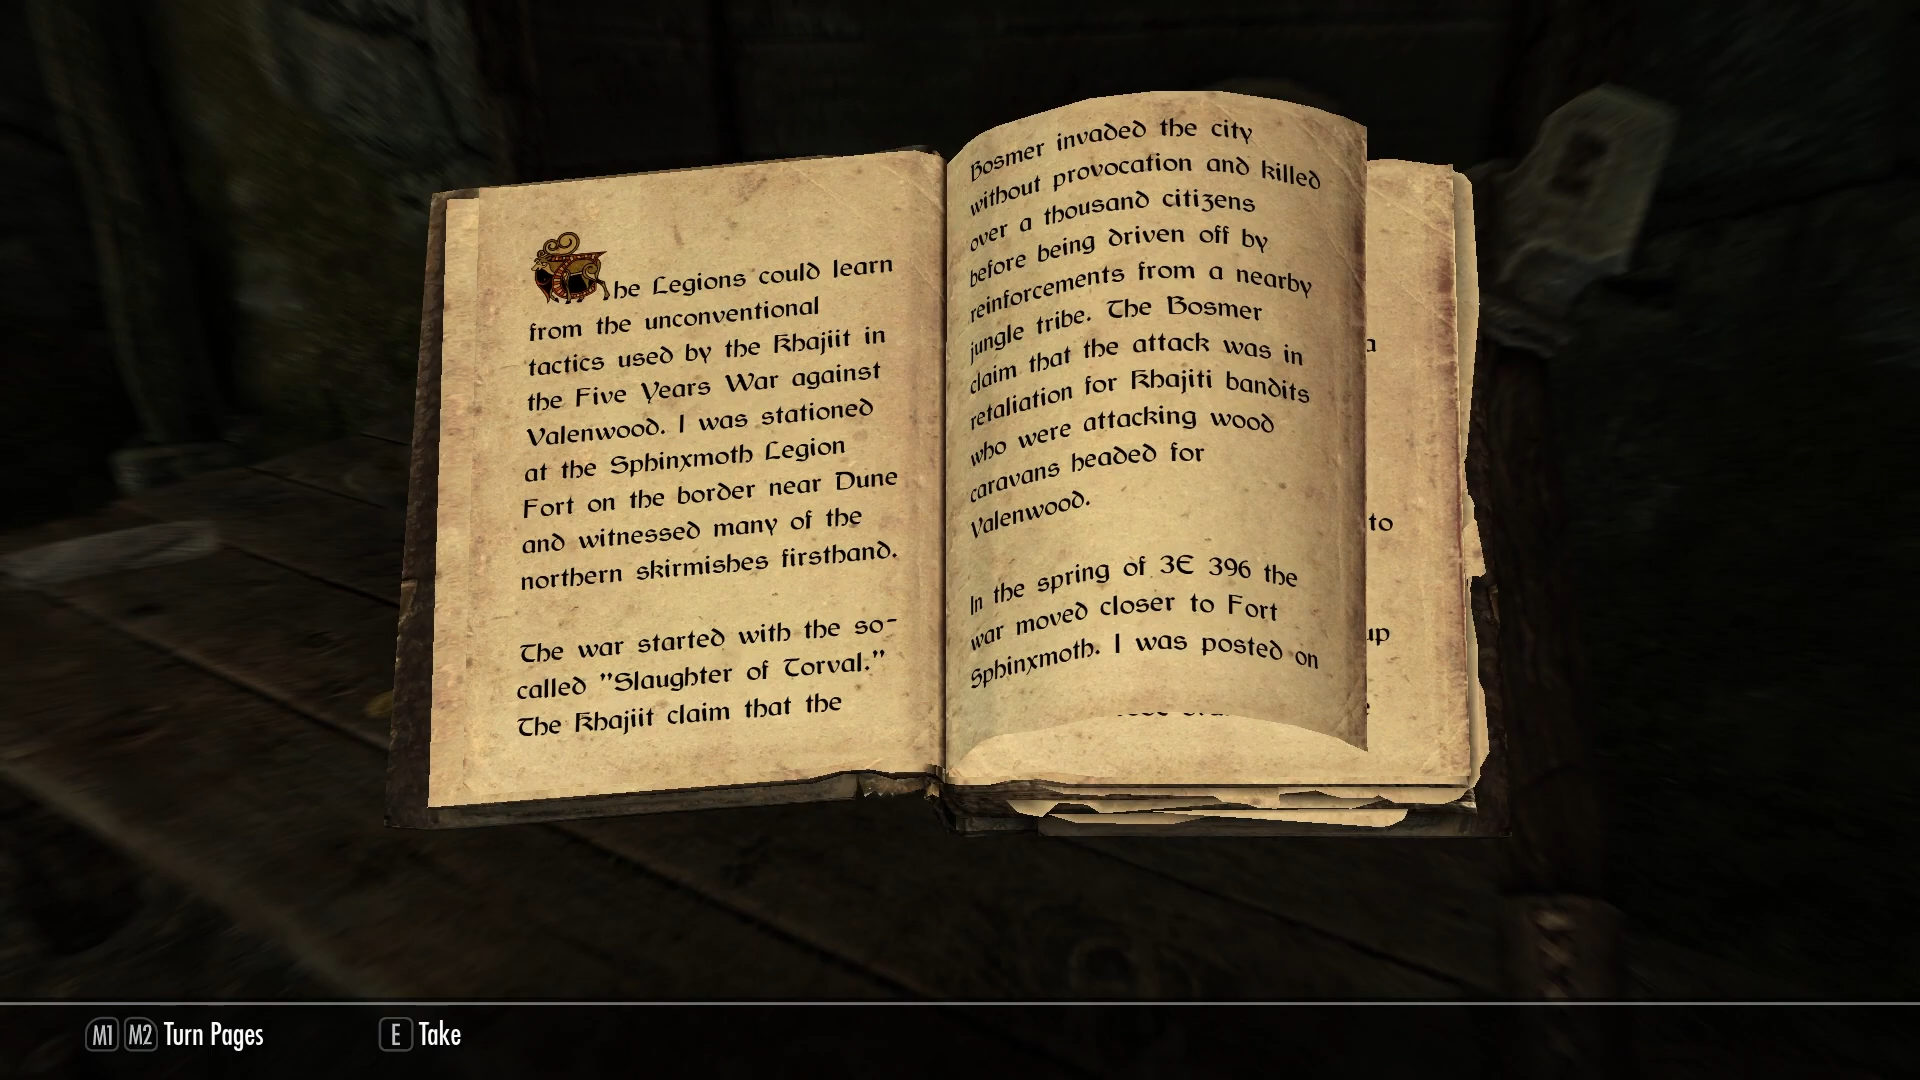 The Legions could learn
from the unconventional
tactics used by the Khajiit in
the Five Years War against
Valenwood. I was stationed
at the Sphinxmoth Legion
Fort on the border near Dune
and witnessed many of the
northern skirmishes firsthand.
The war started with the so-
called "Slaughter of Torval."
The Khajiit claim that the
Bosmer invaded the city
without provocation and killed
over a thousand citizens
before being driven off by
reinforcements from a nearby
jungle tribe. The Bosmer
claim that the attack was in
retaliation for Khajiti bandits
who were attacking wood
caravans headed for
Valenwood.
In the spring of 3E 396 the
war moved closer to Fort
Sphinxmoth. I was posted on
to
up
M1 M2 Turn Pages
E Take